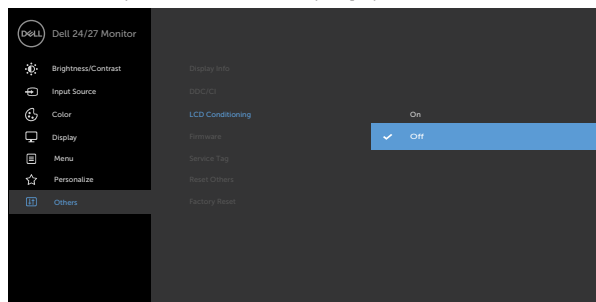 DELL Dell 24/27 Monitor
Brightness/Contrast Display Info
Input Source DDC/CI
Color LCD Conditioning On
Display Firmware Off
Menu Service Tag
Personalize Reset Others
Others Factory Reset